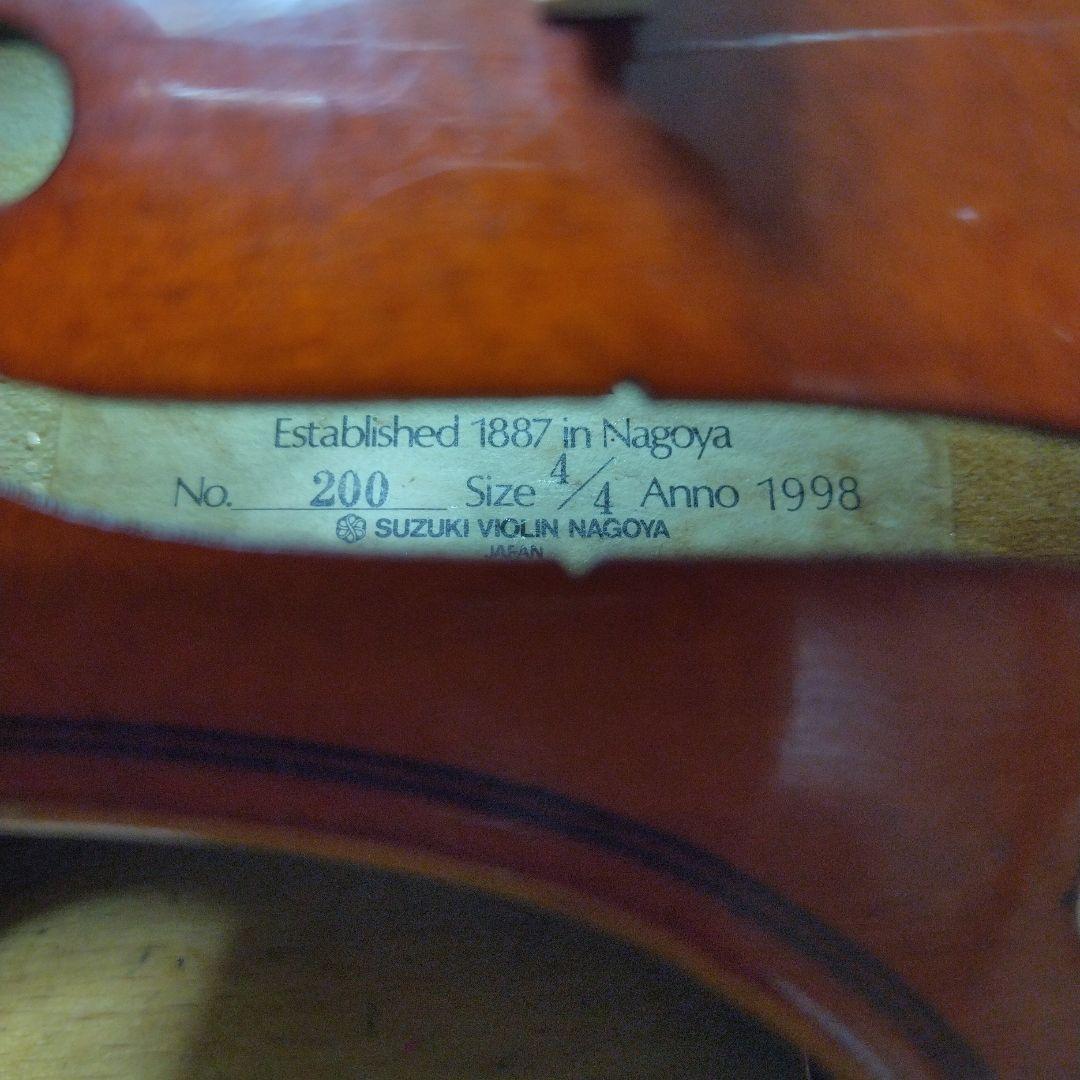 Established 1887 in Nagoya
No. 200 Size 4/4 Anno 1998
SUZUKI VIOLIN NAGOYA
JAPAN